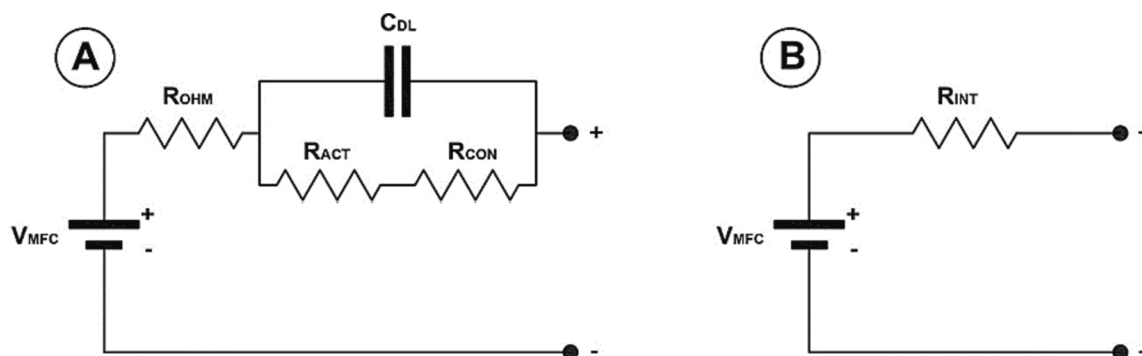 A
CDL
ROHM
RACT
RCON
+
VMFC
+
-
-
B
RINT
VMFC
+
-